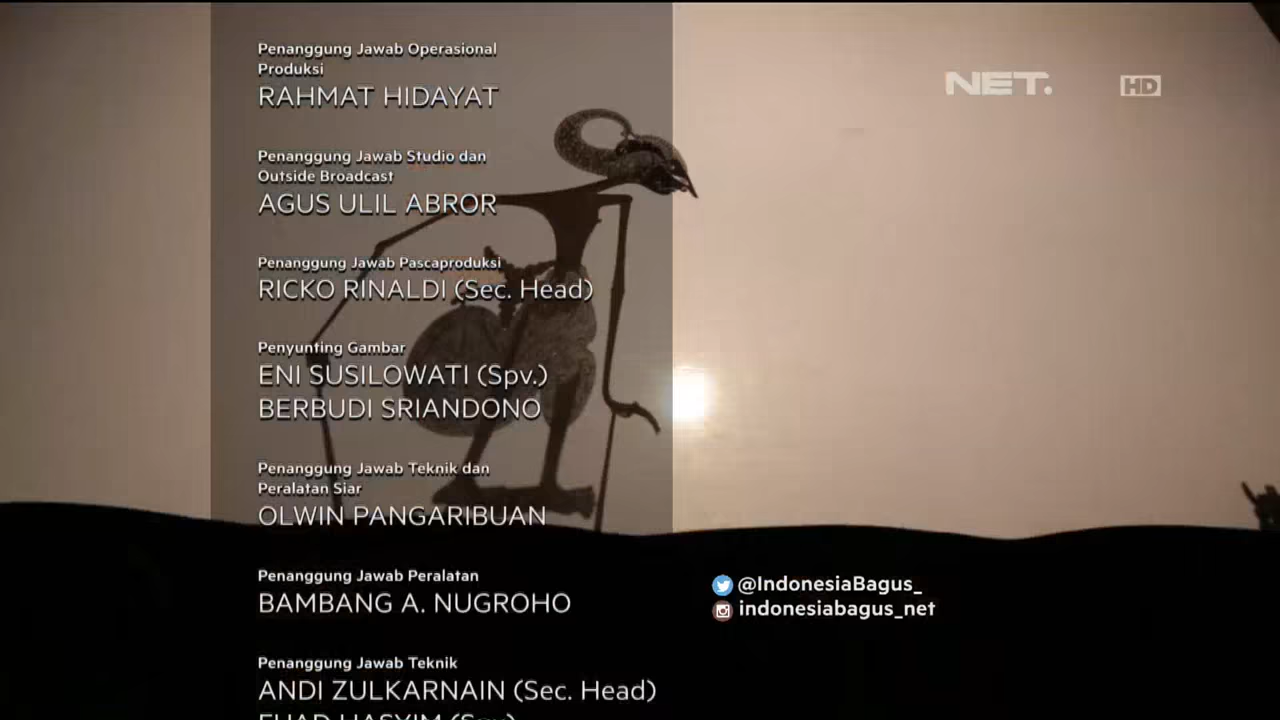 Penanggung Jawab Operasional
Produksi
RAHMAT HIDAYAT
NET.
HD
Penanggung Jawab Studio dan
Outside Broadcast
AGUS ULIL ABROR
Penanggung Jawab Pascaproduksi
RICKO RINALDI (Sec. Head)
Penyunting Gambar
ENI SUSILOWATI (Spv.)
BERBUDI SRIANDONO
Penanggung Jawab Teknik dan
Peralatan Siar
OLWIN PANGARIBUAN
Penanggung Jawab Peralatan
BAMBANG A. NUGROHO
@IndonesiaBagus_
indonesiabagus_net
Penanggung Jawab Teknik
ANDI ZULKARNAIN (Sec. Head)